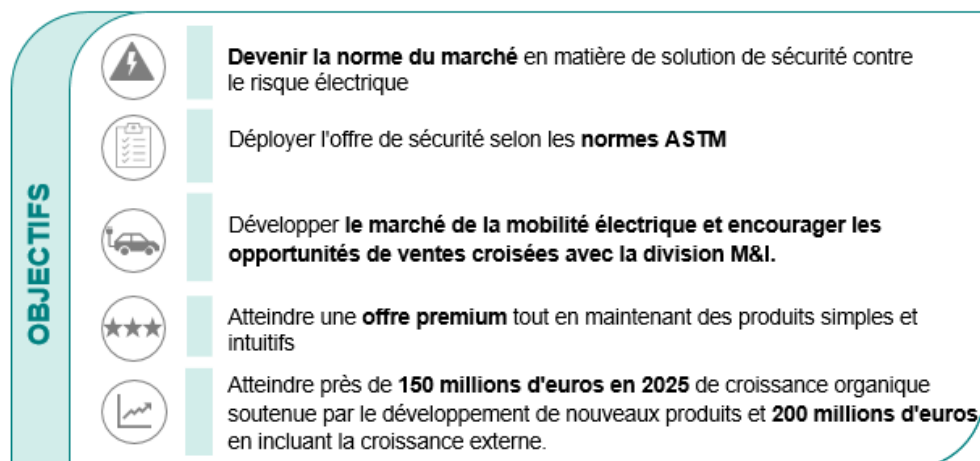 OBJECTIFS
Devenir la norme du marché en matière de solution de sécurité contre
le risque électrique
Déployer l'offre de sécurité selon les normes ASTM
Développer le marché de la mobilité électrique et encourager les
opportunités de ventes croisées avec la division M&I.
Atteindre une offre premium tout en maintenant des produits simples et
intuitifs
Atteindre près de 150 millions d'euros en 2025 de croissance organique
soutenue par le développement de nouveaux produits et 200 millions d'euros
en incluant la croissance externe.